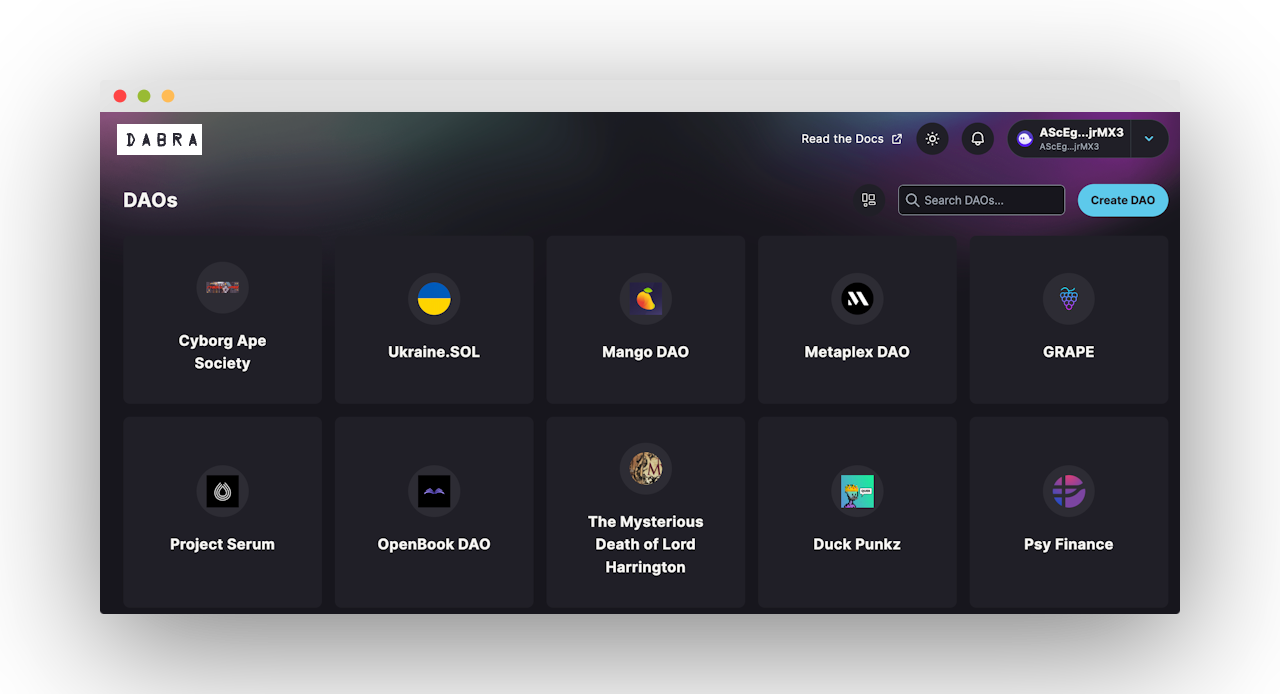 DABRA
Read the Docs
AScEg...jrMX3
AScEg...jrMX3
DAOs
Search DAOs...
Create DAO
Cyborg Ape
Society
Ukraine.SOL
Mango DAO
Metaplex DAO
GRAPE
Project Serum
OpenBook DAO
The Mysterious
Death of Lord
Harrington
Duck Punkz
Psy Finance